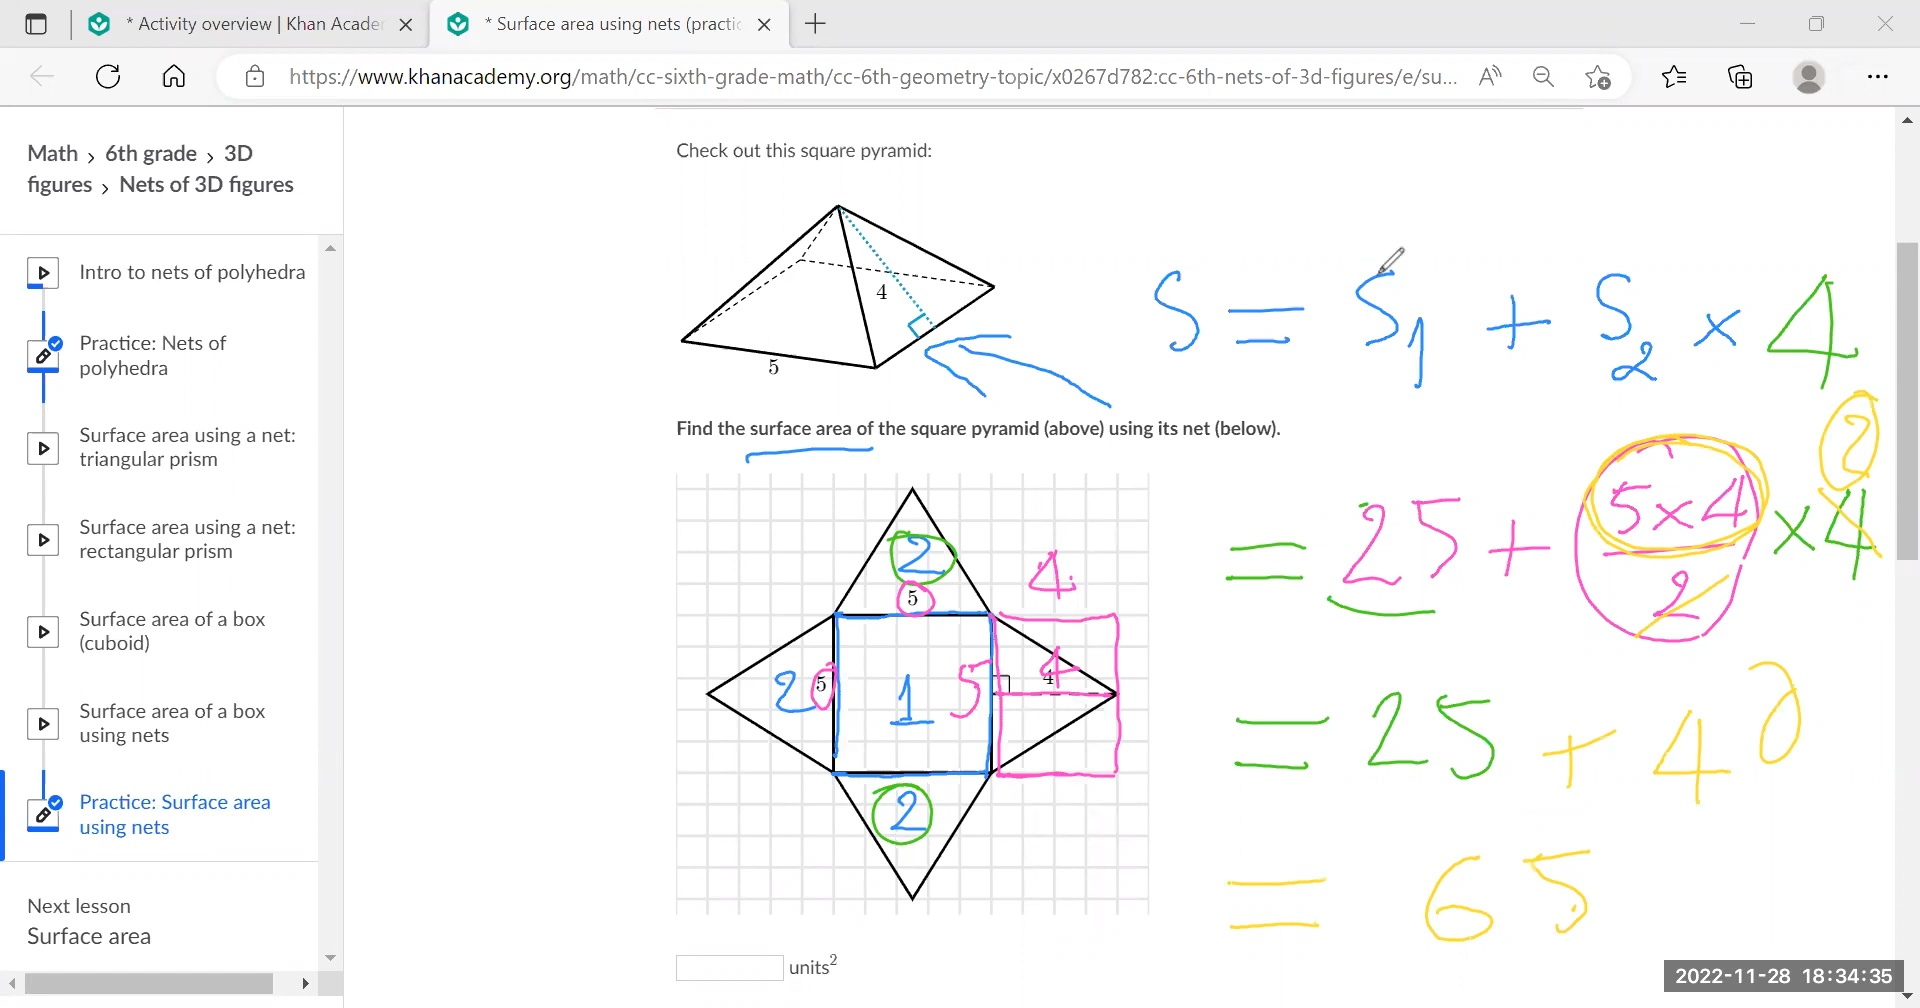 * Activity overview | Khan Acade
* Surface area using nets (practic
https://www.khanacademy.org/math/cc-sixth-grade-math/cc-6th-geometry-topic/x0267d782:cc-6th-nets-of-3d-figures/e/su...
Math > 6th grade > 3D
figures > Nets of 3D figures
Intro to nets of polyhedra
Practice: Nets of
polyhedra
Surface area using a net:
triangular prism
Surface area using a net:
rectangular prism
Surface area of a box
(cuboid)
Surface area of a box
using nets
Practice: Surface area
using nets
Next lesson
Surface area
Check out this square pyramid:
4
5
Find the surface area of the square pyramid (above) using its net (below).
2
5
4
2 5
1
5
4
4
2
units²
S = S₁ + S₂ × 4
2
= 25 + 5×4/2 × 4
= 25 + 40
= 65
2022-11-28 18:34:35